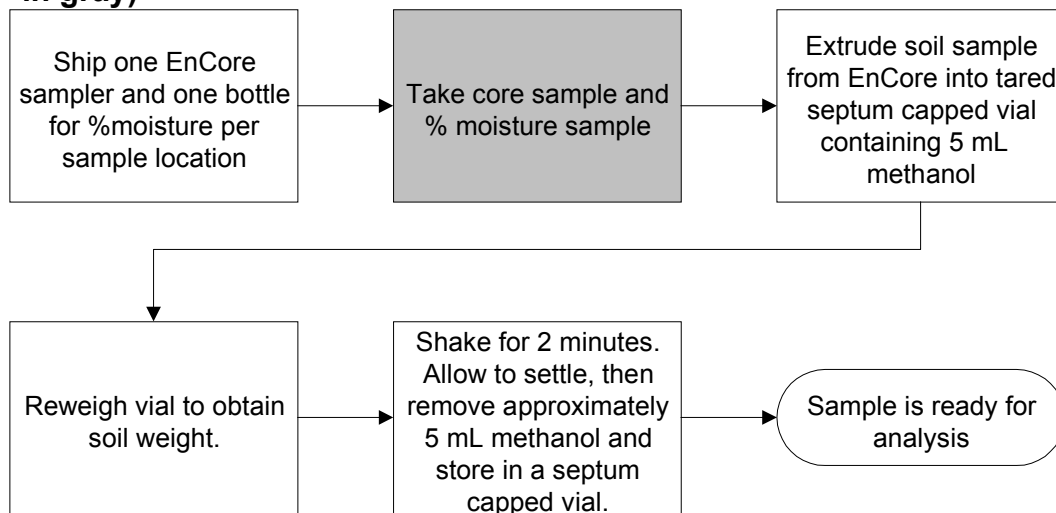 in gray)
Ship one EnCore
sampler and one bottle
for %moisture per
sample location
Take core sample and
% moisture sample
Extrude soil sample
from EnCore into tared
septum capped vial
containing 5 mL
methanol
Reweigh vial to obtain
soil weight.
Shake for 2 minutes.
Allow to settle, then
remove approximately
5 mL methanol and
store in a septum
capped vial.
Sample is ready for
analysis